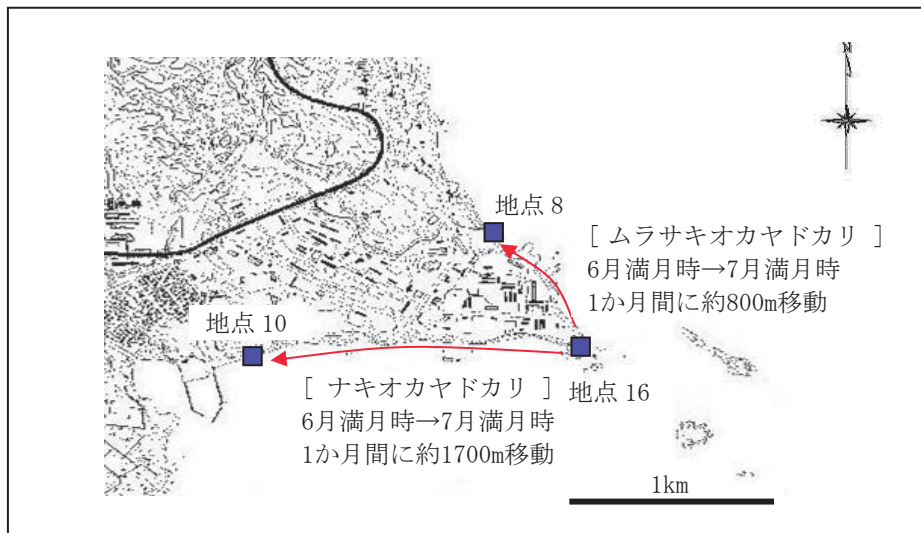 N
地点 8
[ ムラサキオカヤドカリ ]
6月満月時→7月満月時
1か月間に約800m移動
地点 10
地点 16
[ ナキオカヤドカリ ]
6月満月時→7月満月時
1か月間に約1700m移動
1km